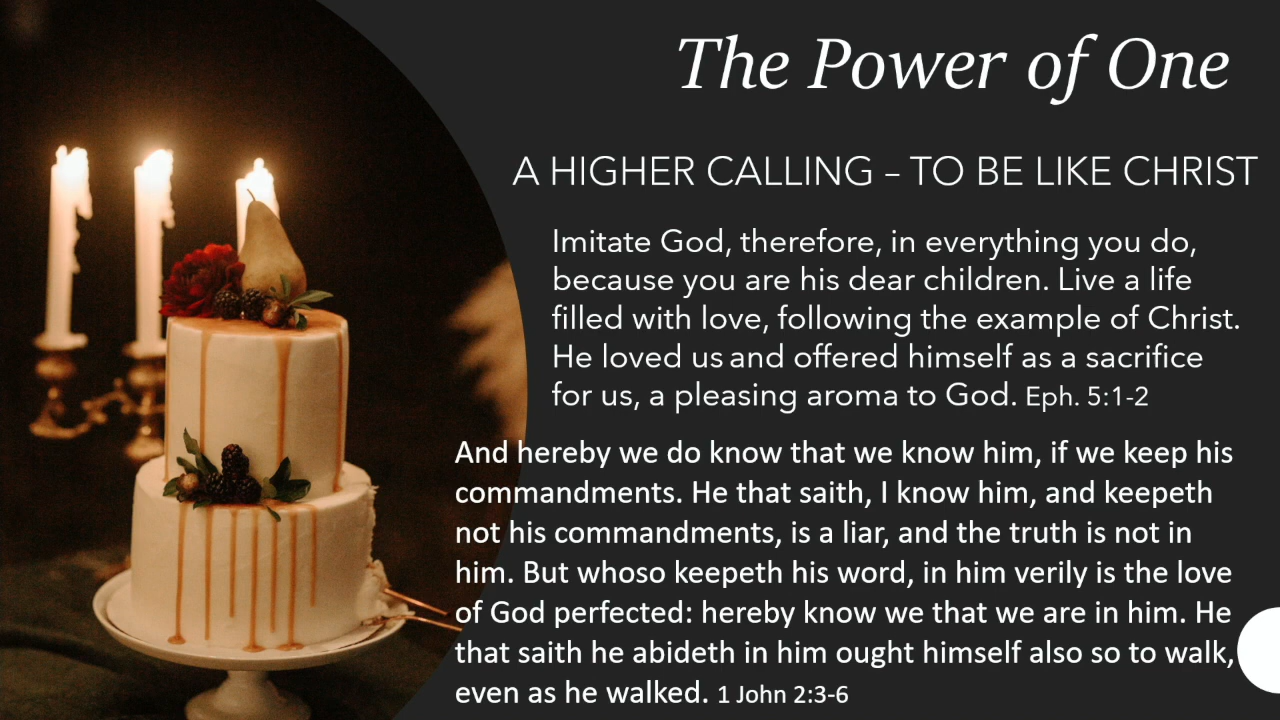 The Power of One
A HIGHER CALLING – TO BE LIKE CHRIST
Imitate God, therefore, in everything you do,
because you are his dear children. Live a life
filled with love, following the example of Christ.
He loved us and offered himself as a sacrifice
for us, a pleasing aroma to God. Eph. 5:1-2
And hereby we do know that we know him, if we keep his
commandments. He that saith, I know him, and keepeth
not his commandments, is a liar, and the truth is not in
him. But whoso keepeth his word, in him verily is the love
of God perfected: hereby know we that we are in him. He
that saith he abideth in him ought himself also so to walk,
even as he walked. 1 John 2:3-6